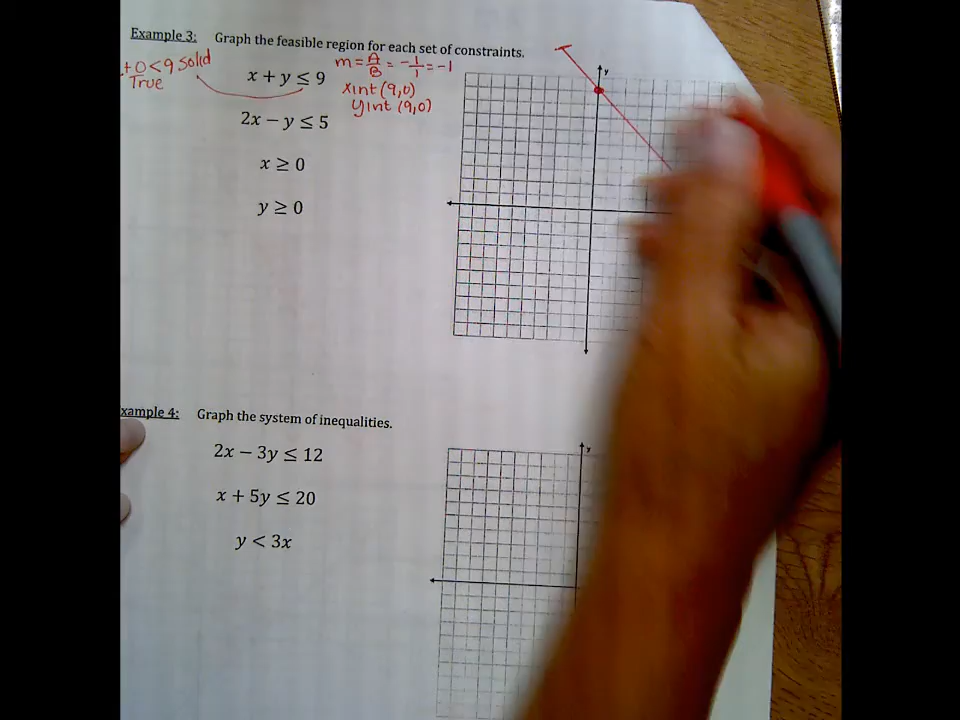 Example 3: Graph the feasible region for each set of constraints.
+0<9 solid
True
x + y ≤ 9
m = A/B = -1/1 = -1
xint (9,0)
yint (9,0)
2x − y ≤ 5
x ≥ 0
y ≥ 0
y
xample 4: Graph the system of inequalities.
2x − 3y ≤ 12
x + 5y ≤ 20
y < 3x
y